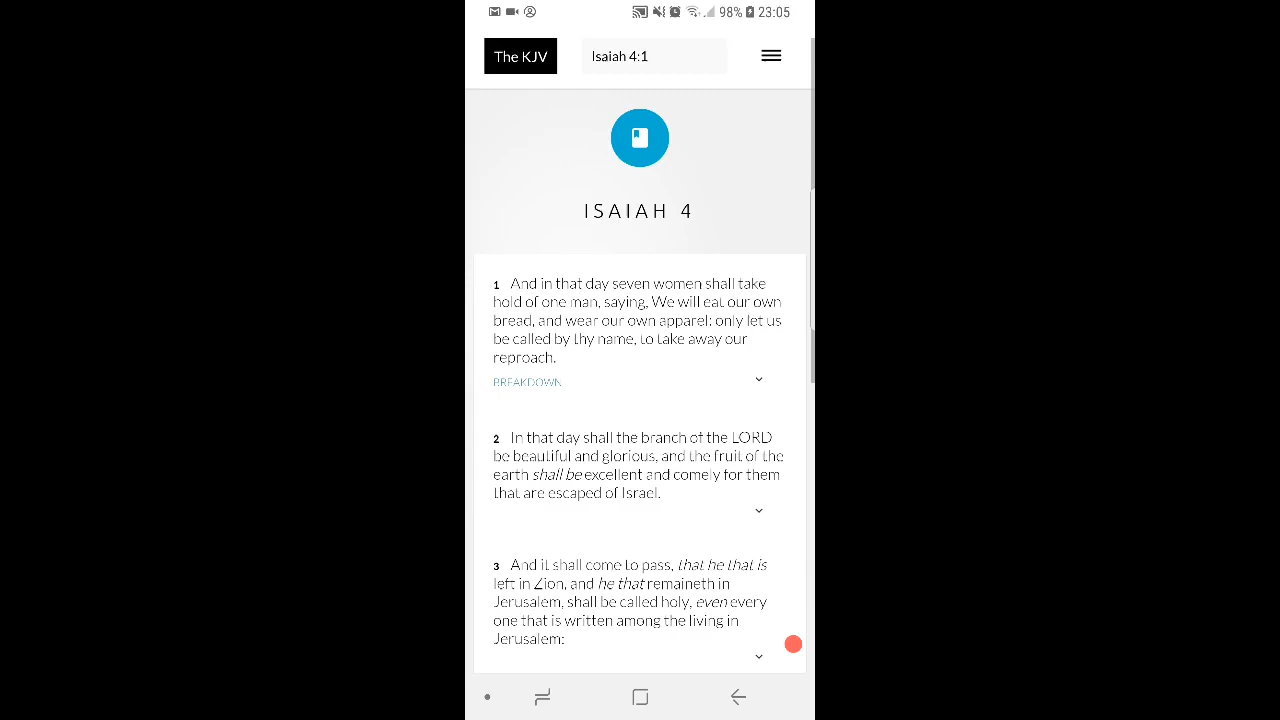 98% 23:05
The KJV Isaiah 4:1
ISAIAH 4
1 And in that day seven women shall take
hold of one man, saying, We will eat our own
bread, and wear our own apparel: only let us
be called by thy name, to take away our
reproach.
BREAKDOWN
2 In that day shall the branch of the LORD
be beautiful and glorious, and the fruit of the
earth shall be excellent and comely for them
that are escaped of Israel.
3 And it shall come to pass, that he that is
left in Zion, and he that remaineth in
Jerusalem, shall be called holy, even every
one that is written among the living in
Jerusalem: